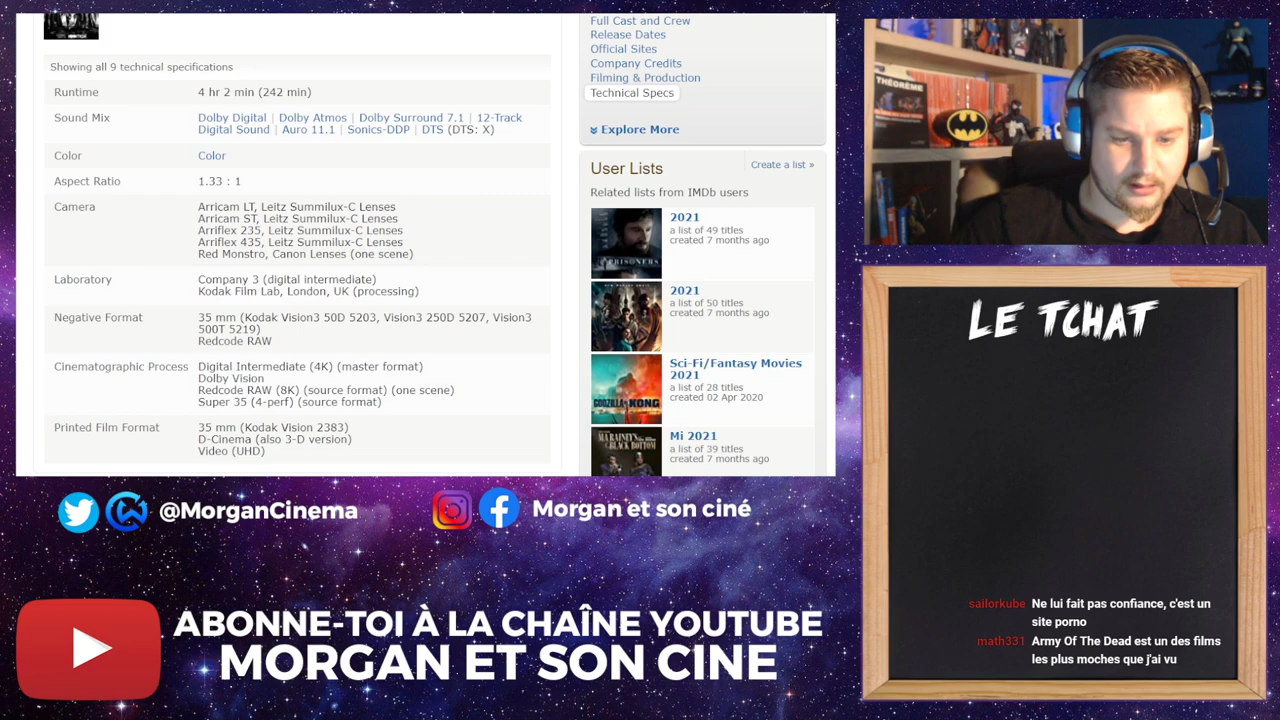 Showing all 9 technical specifications
Runtime 4 hr 2 min (242 min)
Sound Mix Dolby Digital | Dolby Atmos | Dolby Surround 7.1 | 12-Track
Digital Sound | Auro 11.1 | Sonics-DDP | DTS (DTS: X)
Color Color
Aspect Ratio 1.33 : 1
Camera Arricam LT, Leitz Summilux-C Lenses
Arricam ST, Leitz Summilux-C Lenses
Arriflex 235, Leitz Summilux-C Lenses
Arriflex 435, Leitz Summilux-C Lenses
Red Monstro, Canon Lenses (one scene)
Laboratory Company 3 (digital intermediate)
Kodak Film Lab, London, UK (processing)
Negative Format 35 mm (Kodak Vision3 50D 5203, Vision3 250D 5207, Vision3
500T 5219)
Redcode RAW
Cinematographic Process Digital Intermediate (4K) (master format)
Dolby Vision
Redcode RAW (8K) (source format) (one scene)
Super 35 (4-perf) (source format)
Printed Film Format 35 mm (Kodak Vision 2383)
D-Cinema (also 3-D version)
Video (UHD)
Full Cast and Crew
Release Dates
Official Sites
Company Credits
Filming & Production
Technical Specs
Explore More
User Lists Create a list »
Related lists from IMDb users
2021
a list of 49 titles
created 7 months ago
PRISONERS
2021
a list of 50 titles
created 7 months ago
Sci-Fi/Fantasy Movies
2021
a list of 28 titles
created 02 Apr 2020
GODZILLA KONG
Mi 2021
a list of 39 titles
created 7 months ago
MA RAINEY'S
BLACK BOTTOM
THÉORÈME
LE TCHAT
sailorkube Ne lui fait pas confiance, c'est un
site porno
math331 Army Of The Dead est un des films
les plus moches que j'ai vu
@MorganCinema
Morgan et son ciné
ABONNE-TOI À LA CHAÎNE YOUTUBE
MORGAN ET SON CINE